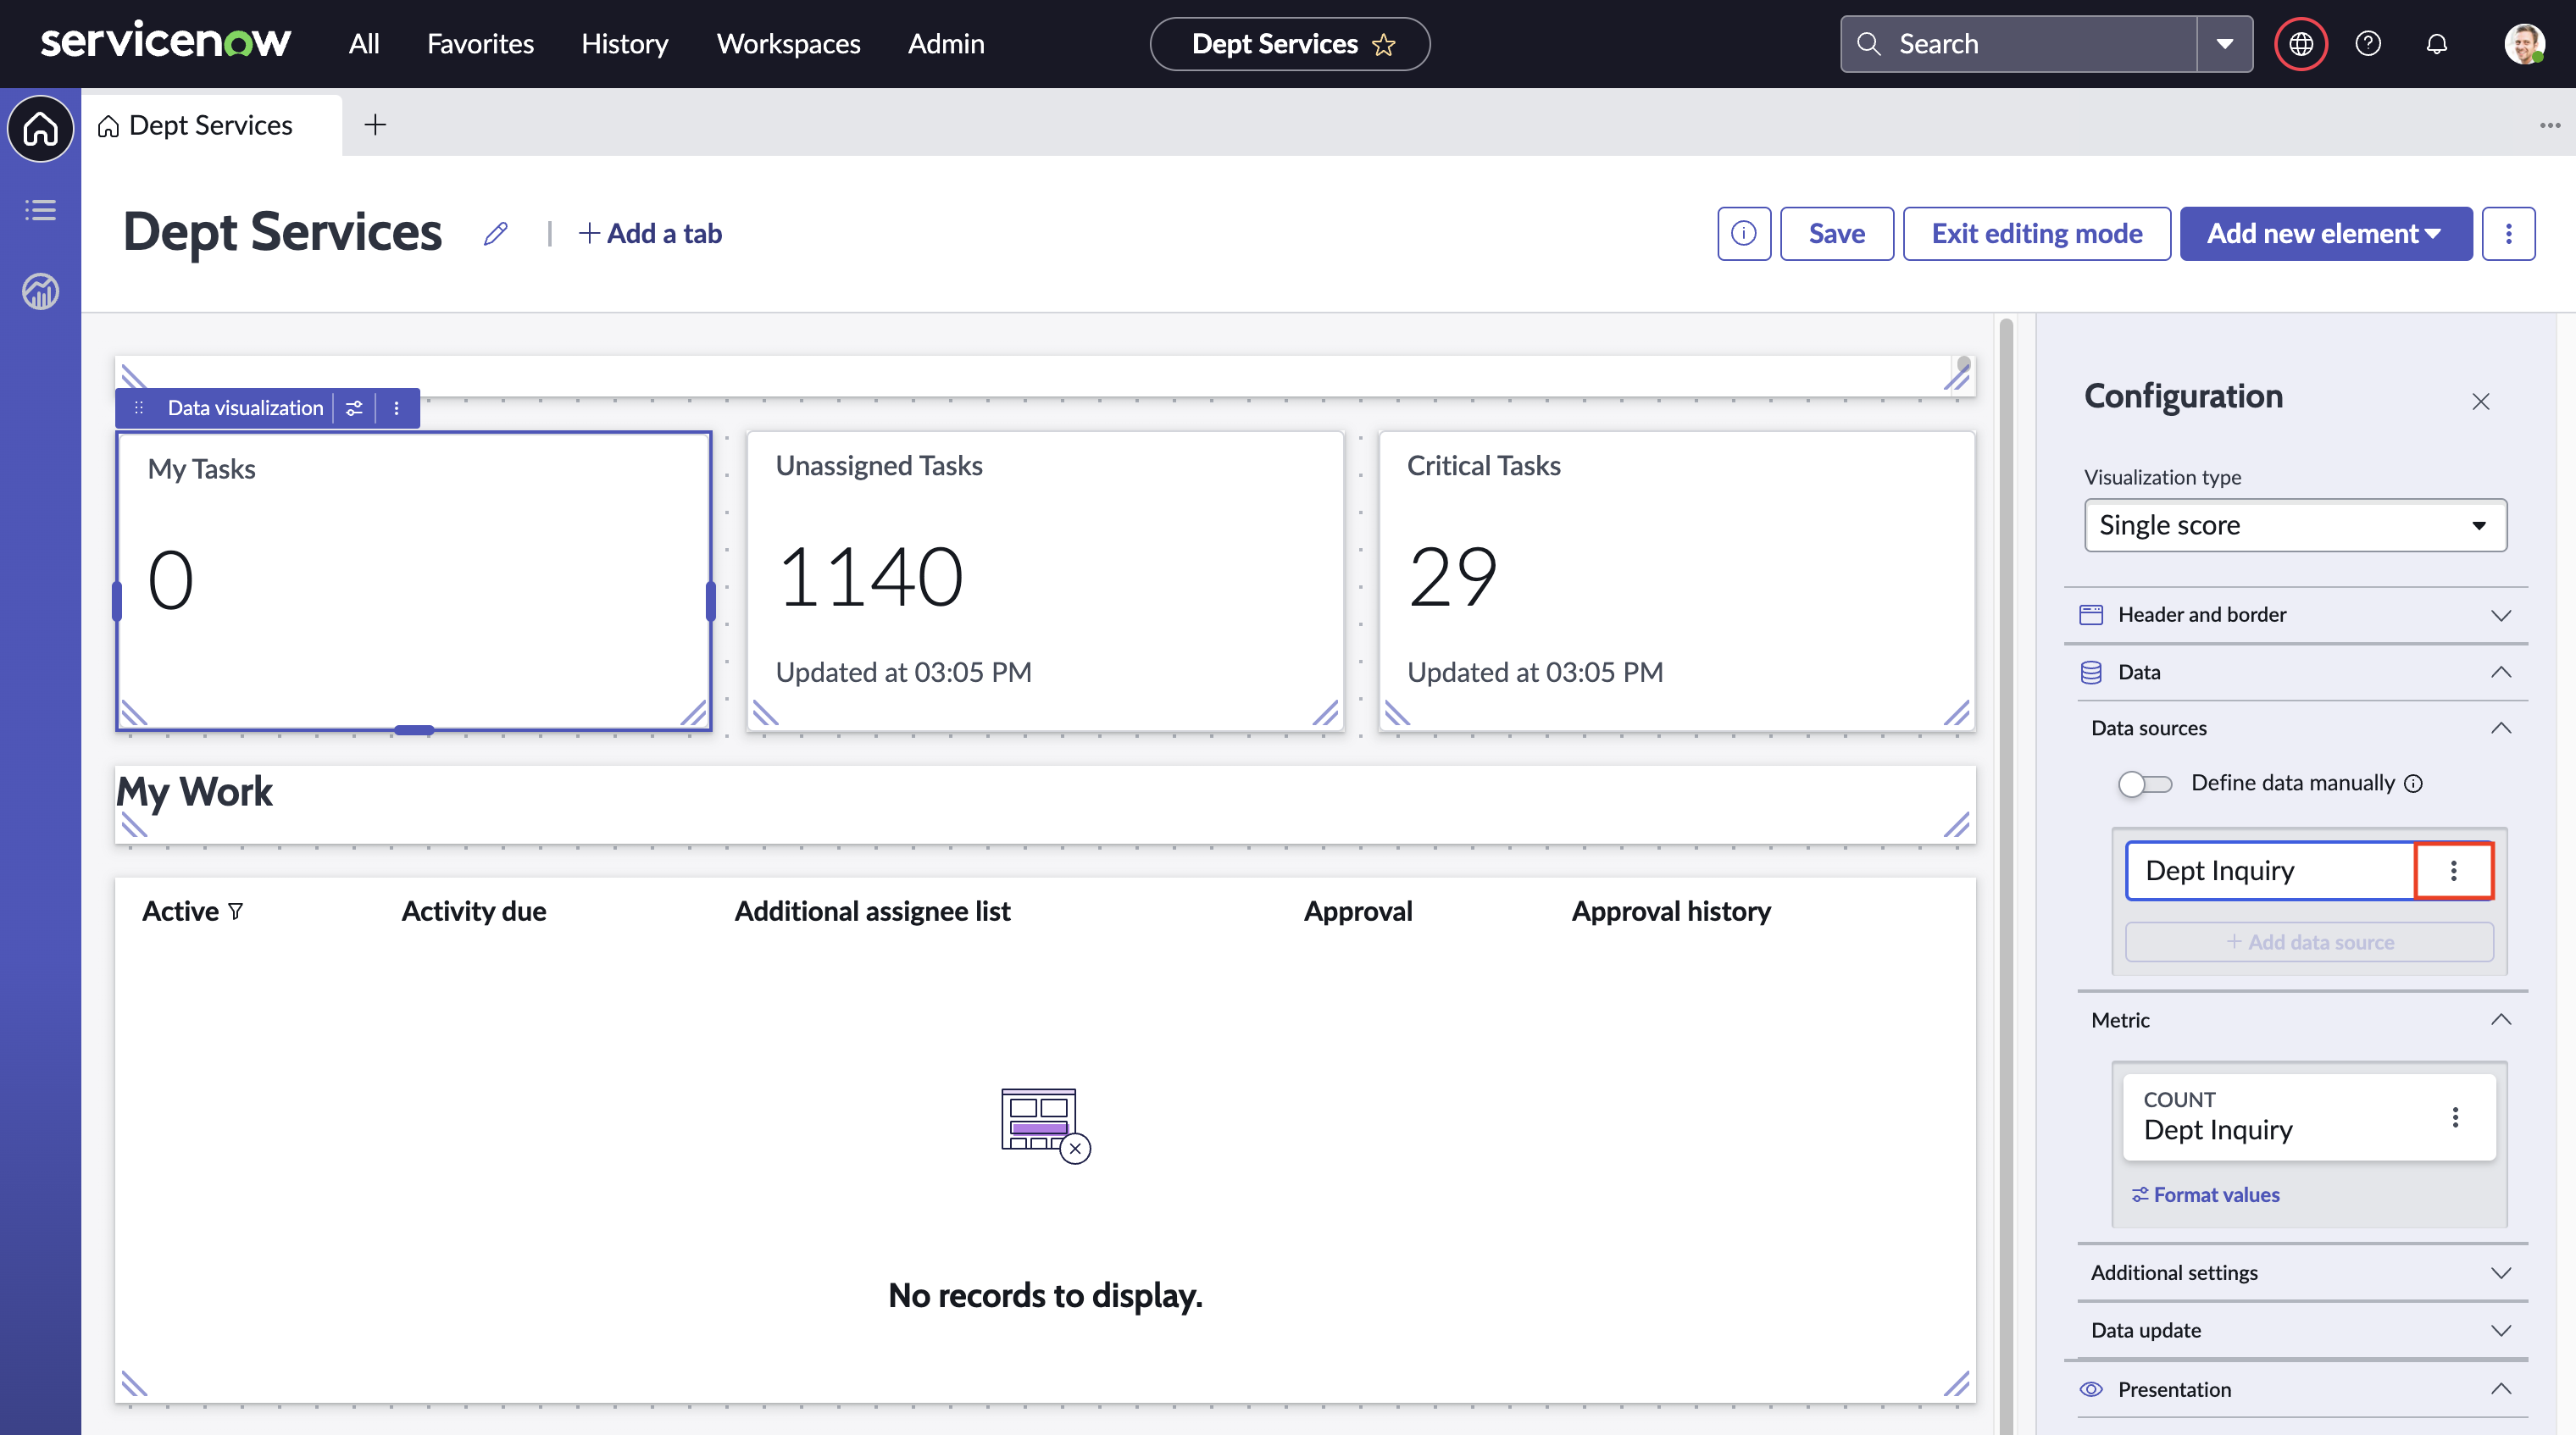 servicenow All Favorites History Workspaces Admin Dept Services Search
Dept Services
Dept Services | + Add a tab Save Exit editing mode Add new element
Data visualization
My Tasks
0
Unassigned Tasks
1140
Updated at 03:05 PM
Critical Tasks
29
Updated at 03:05 PM
My Work
Active Activity due Additional assignee list Approval Approval history
No records to display.
Configuration
Visualization type
Single score
Header and border
Data
Data sources
Define data manually
Dept Inquiry
+ Add data source
Metric
COUNT
Dept Inquiry
Format values
Additional settings
Data update
Presentation